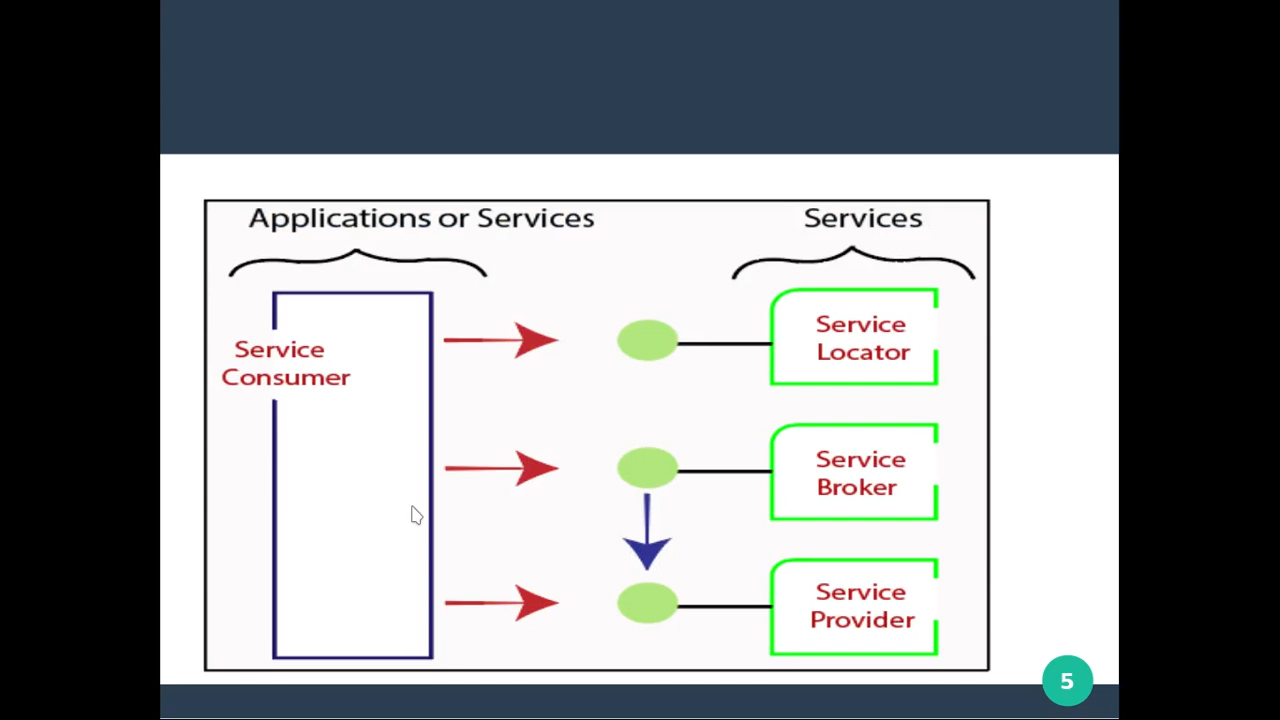 Applications or Services
Services
Service
Consumer
Service
Locator
Service
Broker
Service
Provider
5